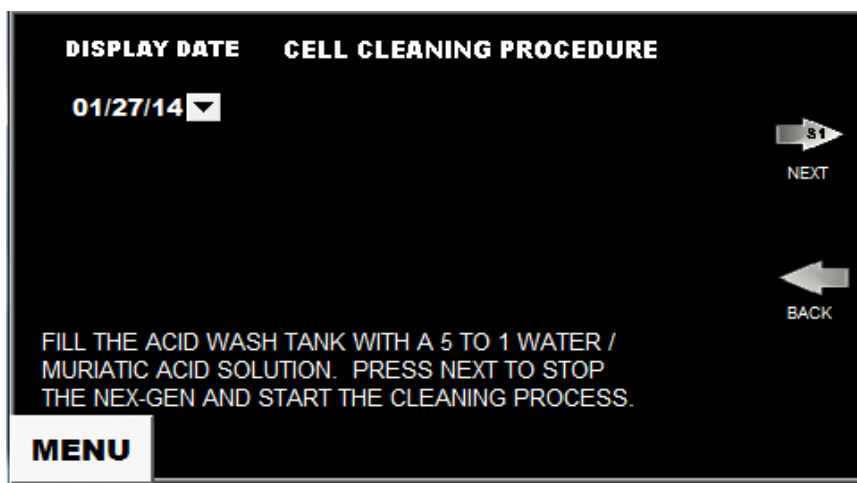 DISPLAY DATE CELL CLEANING PROCEDURE
01/27/14
S1
NEXT
BACK
FILL THE ACID WASH TANK WITH A 5 TO 1 WATER /
MURIATIC ACID SOLUTION. PRESS NEXT TO STOP
THE NEX-GEN AND START THE CLEANING PROCESS.
MENU